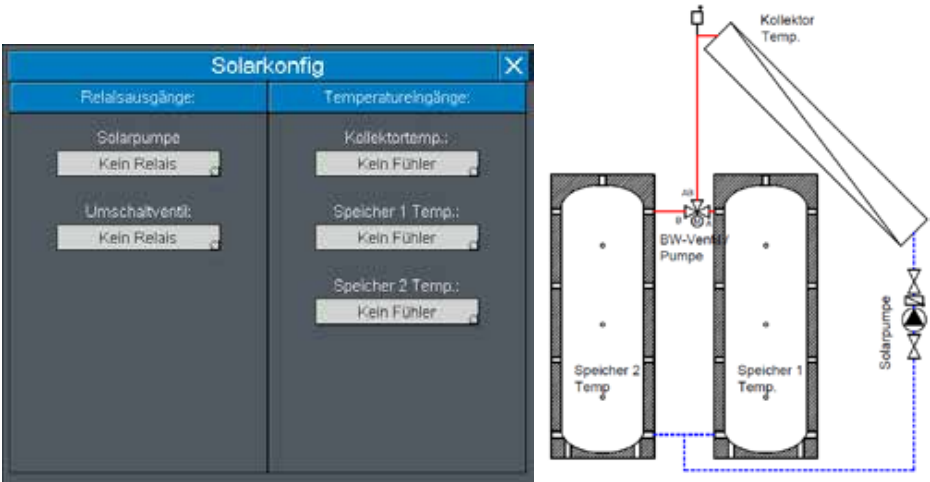 Solarkonfig
Relaisausgänge:
Temperatureingänge:
Solarpumpe
Kein Relais
Umschaltventil:
Kein Relais
Kollektortemp.:
Kein Fühler
Speicher 1 Temp.:
Kein Fühler
Speicher 2 Temp.:
Kein Fühler
Kollektor
Temp.
AB
B
A
BW-Ventil/
Pumpe
Speicher 2
Temp
Speicher 1
Temp.
Solarpumpe